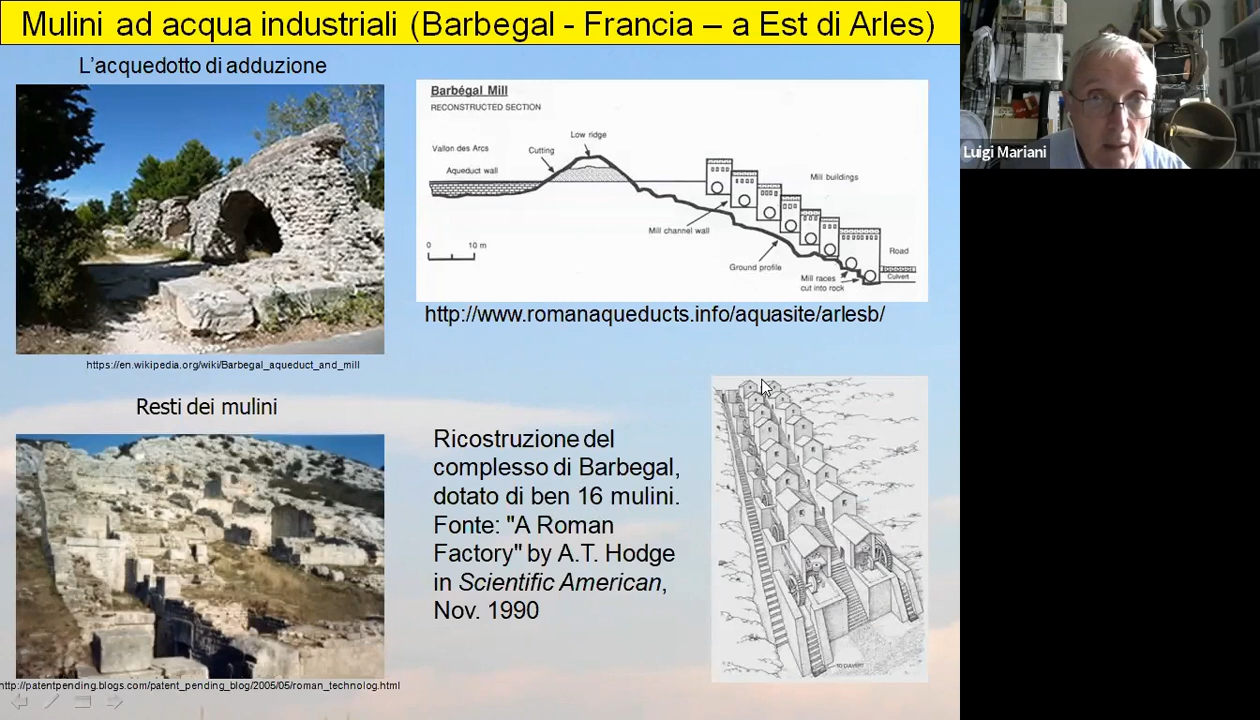 Mulini ad acqua industriali (Barbegal - Francia – a Est di Arles)
L'acquedotto di adduzione
https://en.wikipedia.org/wiki/Barbegal_aqueduct_and_mill
Barbégal Mill
RECONSTRUCTED SECTION
Low ridge
Vallon des Arcs
Cutting
Aqueduct wall
Mill buildings
Mill channel wall
0 10 m
Ground profile
Road
Mill races
cut into rock
Culvert
http://www.romanaqueducts.info/aquasite/arlesb/
Resti dei mulini
http://patentpending.blogs.com/patent_pending_blog/2005/05/roman_technolog.html
Ricostruzione del
complesso di Barbegal,
dotato di ben 16 mulini.
Fonte: "A Roman
Factory" by A.T. Hodge
in Scientific American,
Nov. 1990
TO CULVERT
Luigi Mariani